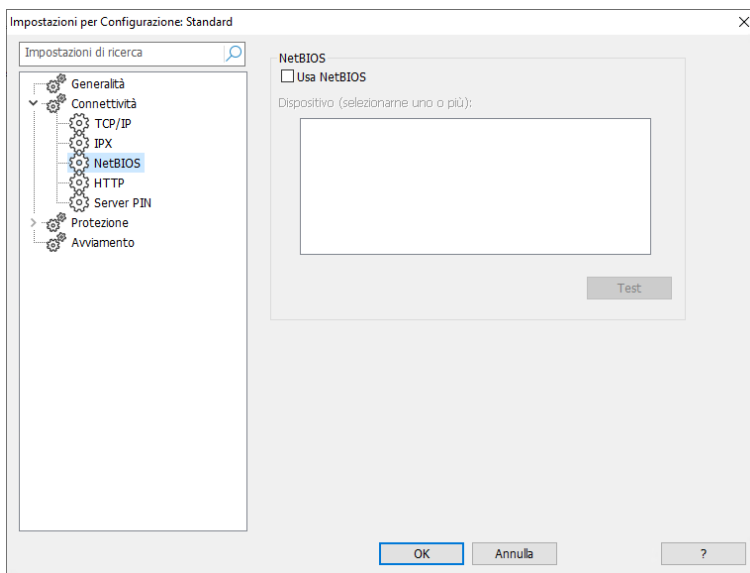 Impostazioni per Configurazione: Standard
Impostazioni di ricerca
Generalità
Connettività
TCP/IP
IPX
NetBIOS
HTTP
Server PIN
Protezione
Avviamento
NetBIOS
Usa NetBIOS
Dispositivo (selezionarne uno o più):
Test
OK
Annulla
?